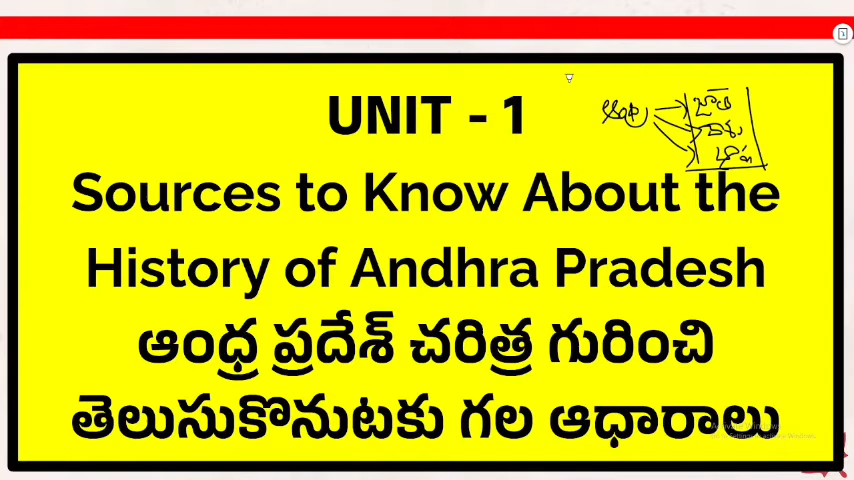 UNIT - 1
ఆంధ్ర
జాతి
భాష
Sources to Know About the
History of Andhra Pradesh
ఆంధ్ర ప్రదేశ్ చరిత్ర గురించి
తెలుసుకొనుటకు గల ఆధారాలు